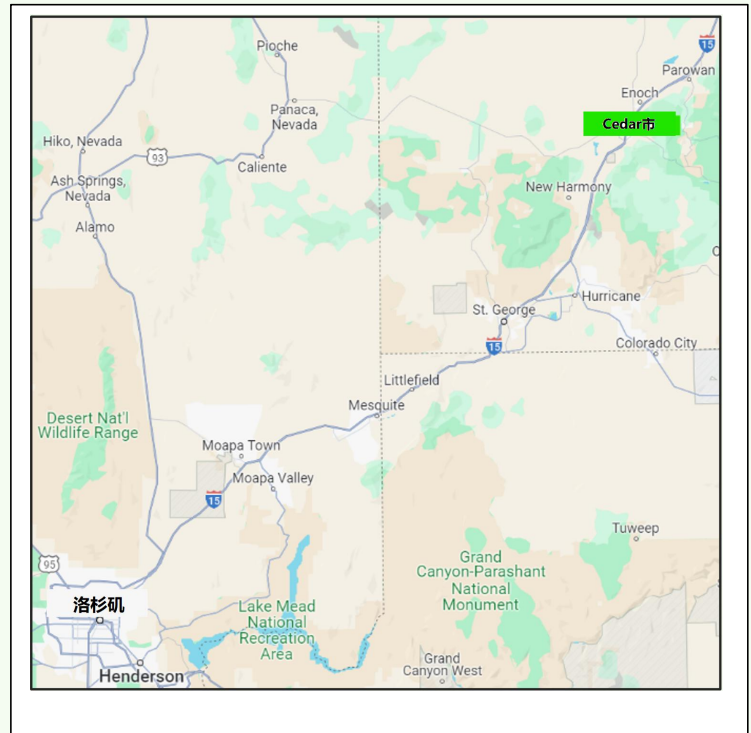 Pioche
15
Parowan
Enoch
Panaca,
Nevada
Cedar市
Hiko, Nevada
93
Caliente
Ash Springs,
Nevada
New Harmony
Alamo
Hurricane
St. George
15
Colorado City
Littlefield
Mesquite
Desert Nat'l
Wildlife Range
Moapa Town
Moapa Valley
15
Tuweep
95
Grand
Canyon-Parashant
National
Monument
洛杉矶
Lake Mead
National
Recreation
Area
Grand
Canyon West
Henderson